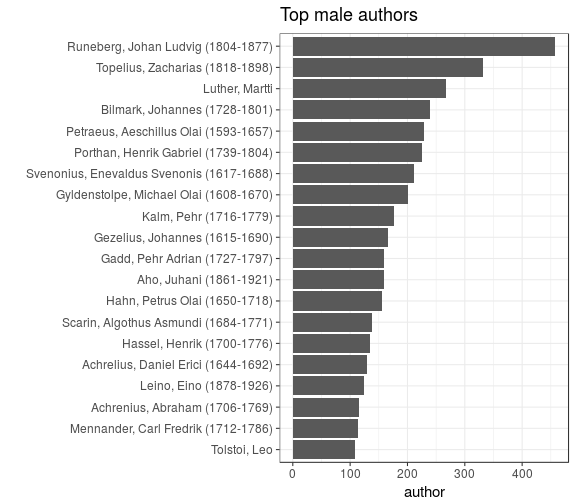 Top male authors
Runeberg, Johan Ludvig (1804-1877)
Topelius, Zacharias (1818-1898)
Luther, Martti
Bilmark, Johannes (1728-1801)
Petraeus, Aeschillus Olai (1593-1657)
Porthan, Henrik Gabriel (1739-1804)
Svenonius, Enevaldus Svenonis (1617-1688)
Gyldenstolpe, Michael Olai (1608-1670)
Kalm, Pehr (1716-1779)
Gezelius, Johannes (1615-1690)
Gadd, Pehr Adrian (1727-1797)
Aho, Juhani (1861-1921)
Hahn, Petrus Olai (1650-1718)
Scarin, Algothus Asmundi (1684-1771)
Hassel, Henrik (1700-1776)
Achrelius, Daniel Erici (1644-1692)
Leino, Eino (1878-1926)
Achrenius, Abraham (1706-1769)
Mennander, Carl Fredrik (1712-1786)
Tolstoi, Leo
0 100 200 300 400
author